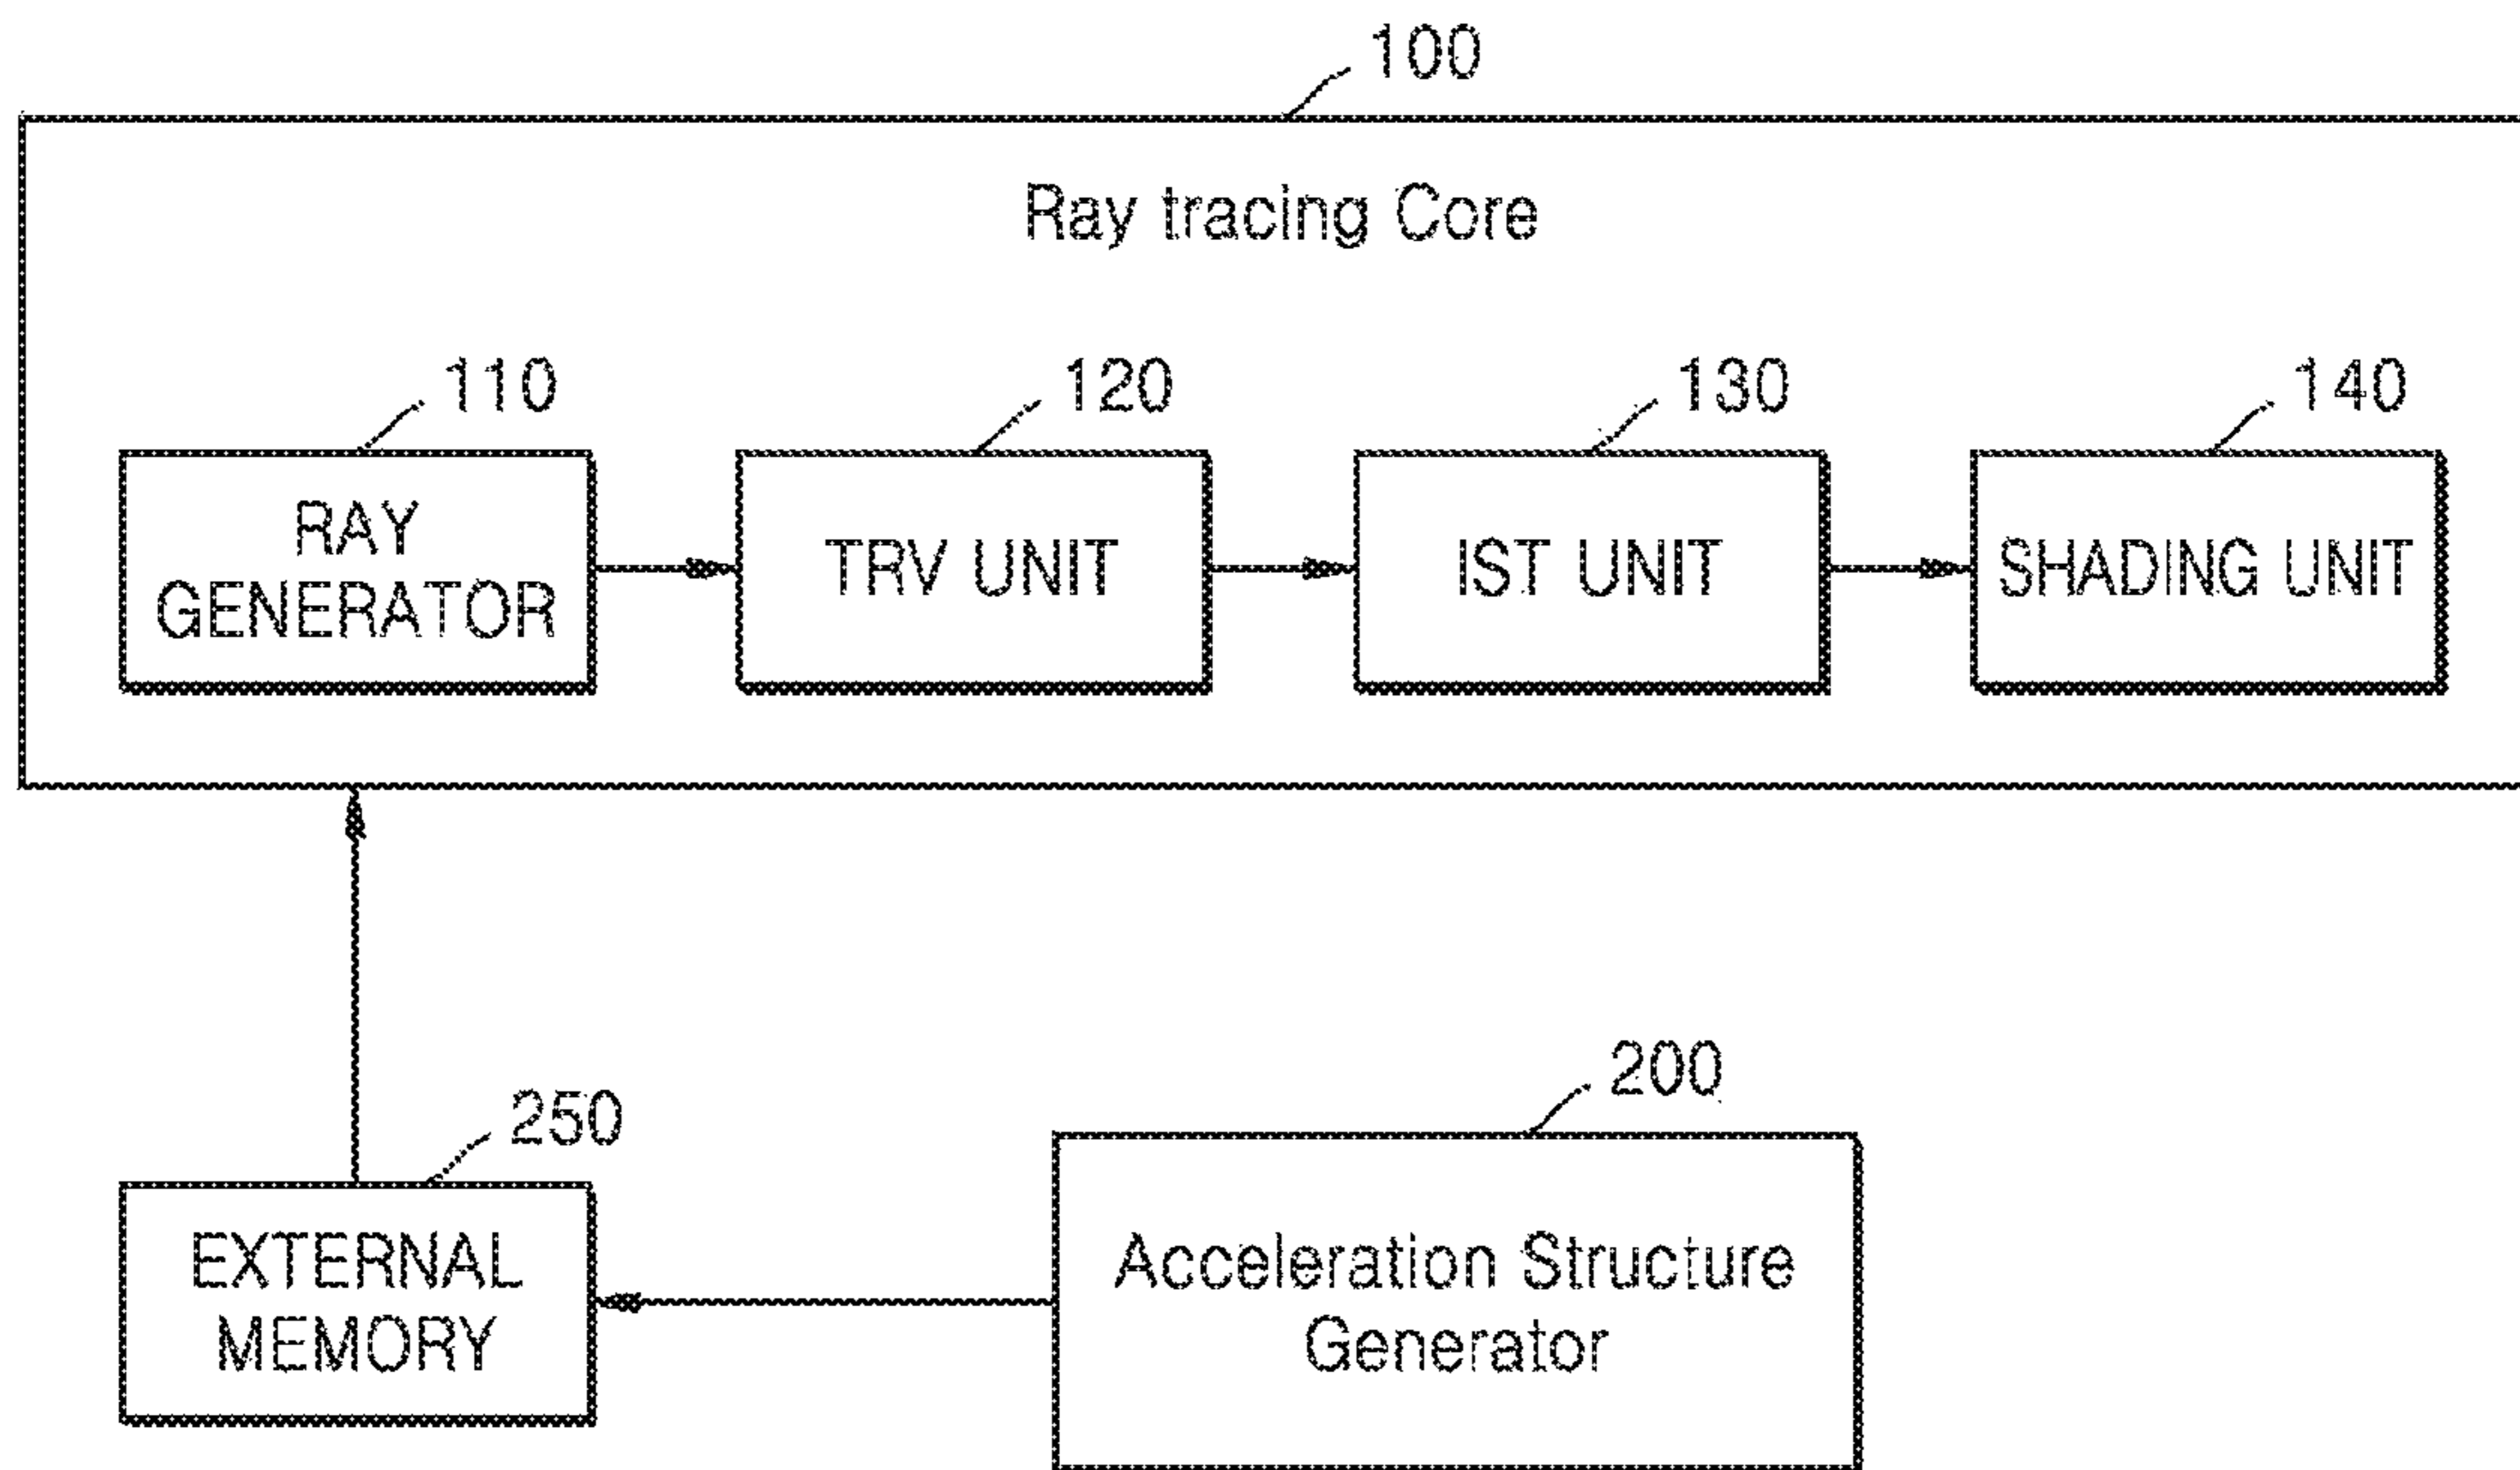 100
Ray tracing Core
110
120
130
140
RAY
GENERATOR
TRV UNIT
IST UNIT
SHADING UNIT
250
200
EXTERNAL
MEMORY
Acceleration Structure
Generator